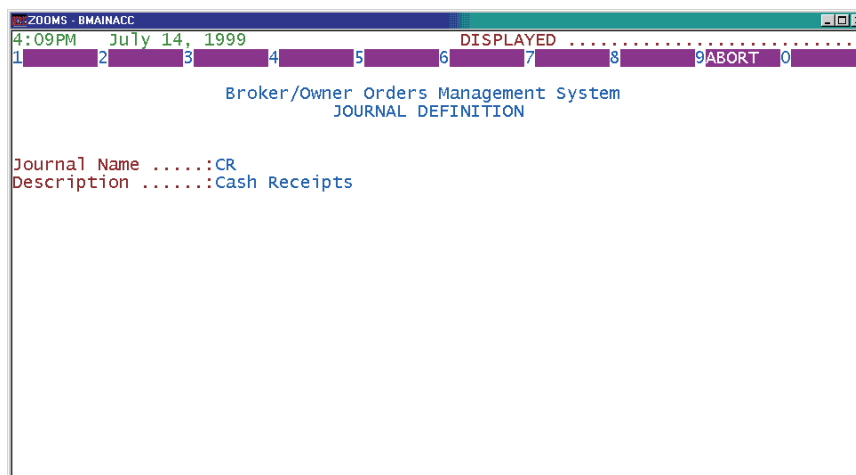 ZOOMS - BMAINACC
4:09PM July 14, 1999 DISPLAYED ...........................
1 2 3 4 5 6 7 8 9ABORT 0
Broker/Owner Orders Management System
JOURNAL DEFINITION
Journal Name .....:CR
Description ......:Cash Receipts